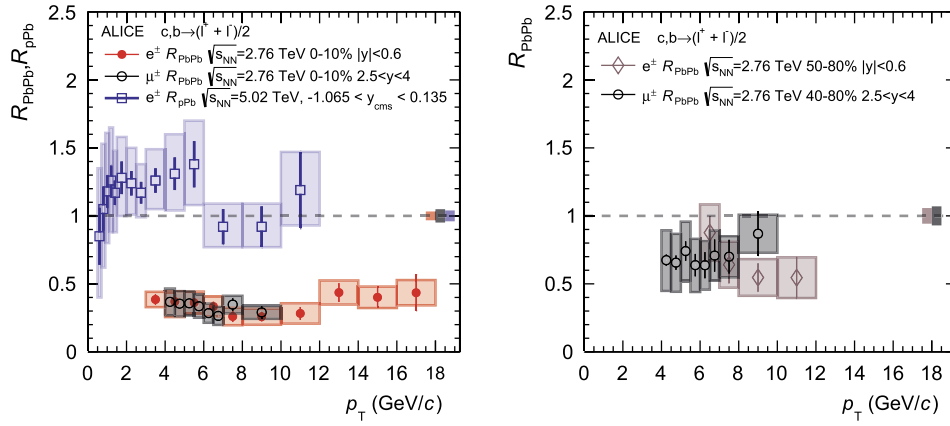 R_PbPb, R_pPb
ALICE c,b→(l⁺ + l⁻)/2
e± R_PbPb √s_NN=2.76 TeV 0-10% |y|<0.6
μ± R_PbPb √s_NN=2.76 TeV 0-10% 2.5<y<4
e± R_pPb √s_NN=5.02 TeV, -1.065 < y_cms < 0.135
2.5
2
1.5
1
0.5
0
0 2 4 6 8 10 12 14 16 18
p_T (GeV/c)
R_PbPb
ALICE c,b→(l⁺ + l⁻)/2
e± R_PbPb √s_NN=2.76 TeV 50-80% |y|<0.6
μ± R_PbPb √s_NN=2.76 TeV 40-80% 2.5<y<4
2.5
2
1.5
1
0.5
0
0 2 4 6 8 10 12 14 16 18
p_T (GeV/c)